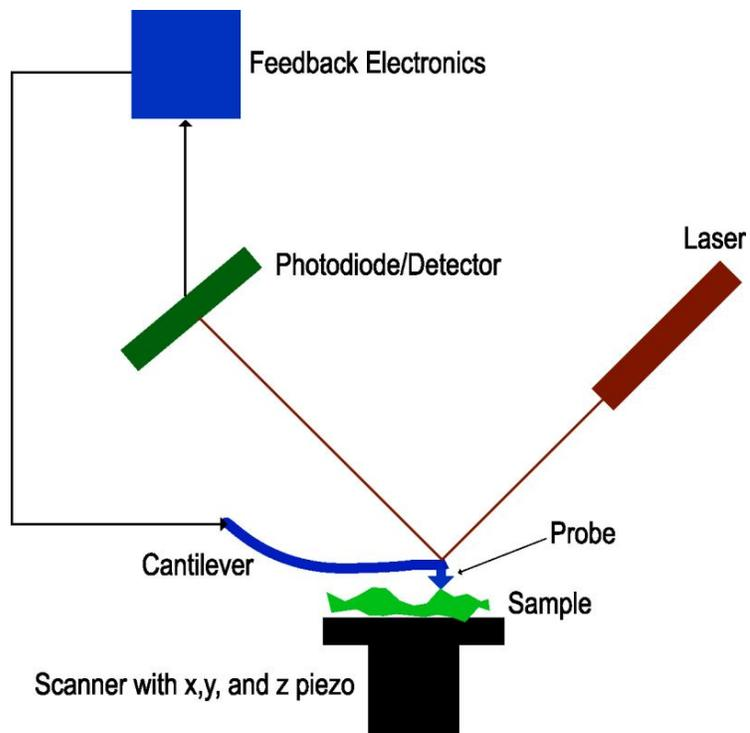 Feedback Electronics
Laser
Photodiode/Detector
Probe
Cantilever
Sample
Scanner with x,y, and z piezo